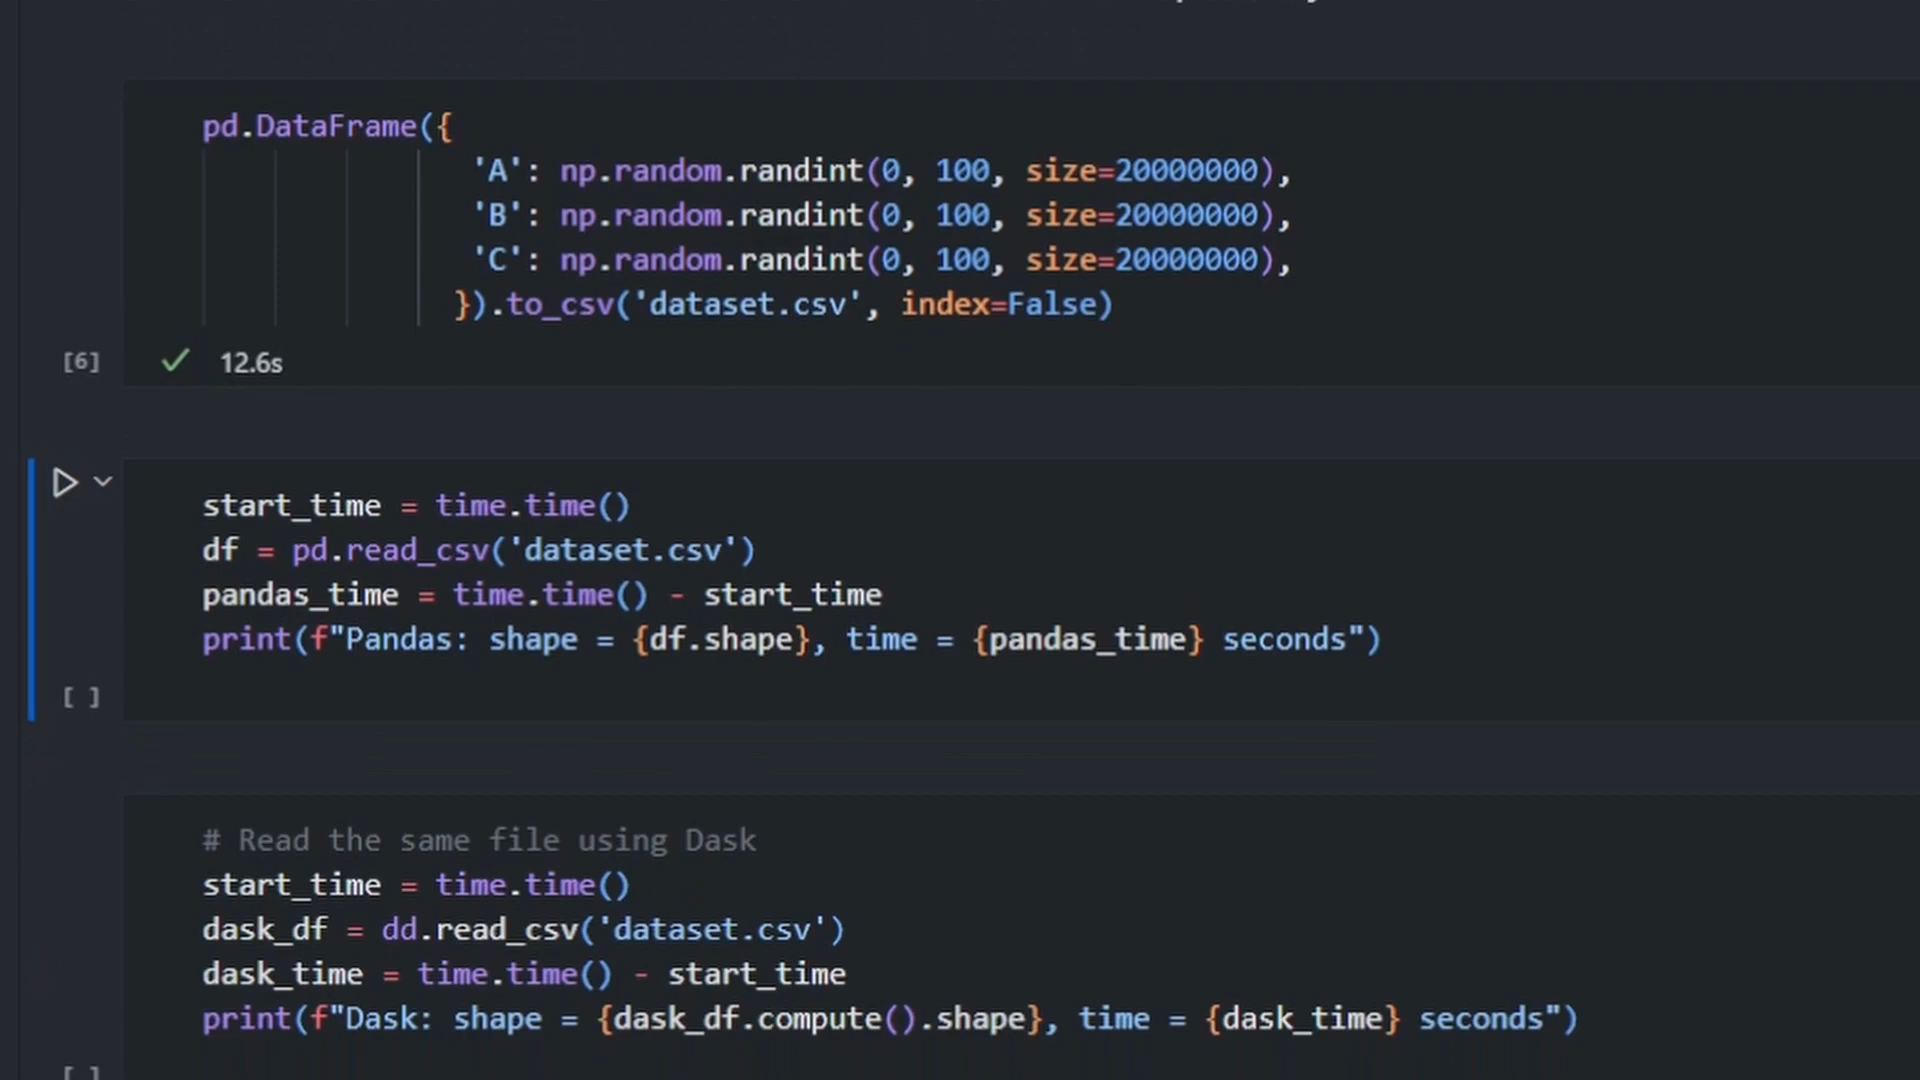 pd.DataFrame({
'A': np.random.randint(0, 100, size=20000000),
'B': np.random.randint(0, 100, size=20000000),
'C': np.random.randint(0, 100, size=20000000),
}).to_csv('dataset.csv', index=False)
[6] ✓ 12.6s
start_time = time.time()
df = pd.read_csv('dataset.csv')
pandas_time = time.time() - start_time
print(f"Pandas: shape = {df.shape}, time = {pandas_time} seconds")
[ ]
# Read the same file using Dask
start_time = time.time()
dask_df = dd.read_csv('dataset.csv')
dask_time = time.time() - start_time
print(f"Dask: shape = {dask_df.compute().shape}, time = {dask_time} seconds")
[ ]